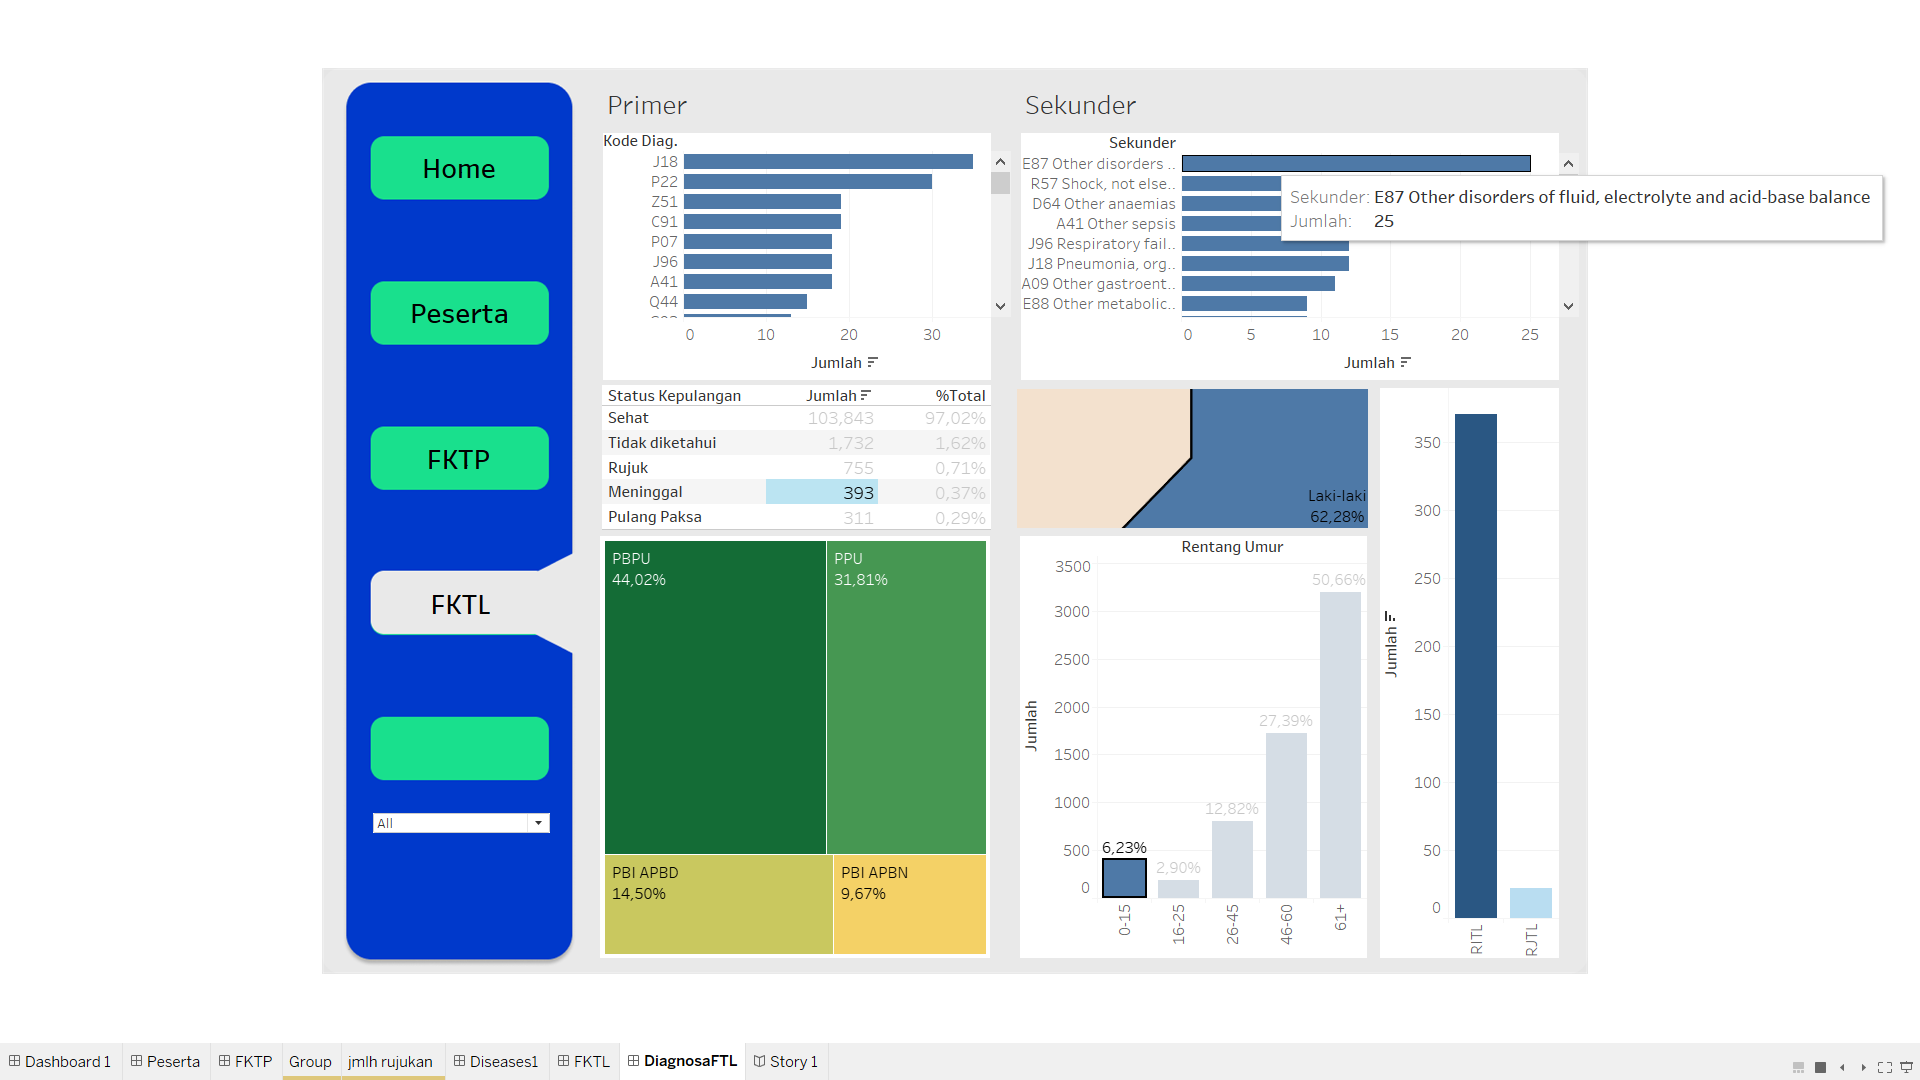 Home
Peserta
FKTP
FKTL
All
Primer
Kode Diag.
J18
P22
Z51
C91
P07
J96
A41
Q44
0 10 20 30
Jumlah
Sekunder
Sekunder
E87 Other disorders ..
R57 Shock, not else..
D64 Other anaemias
A41 Other sepsis
J96 Respiratory fail..
J18 Pneumonia, org..
A09 Other gastroent..
E88 Other metabolic..
0 5 10 15 20 25
Jumlah
Sekunder: E87 Other disorders of fluid, electrolyte and acid-base balance
Jumlah: 25
Status Kepulangan Jumlah %Total
Sehat 103,843 97,02%
Tidak diketahui 1,732 1,62%
Rujuk 755 0,71%
Meninggal 393 0,37%
Pulang Paksa 311 0,29%
PBPU
44,02%
PPU
31,81%
PBI APBD
14,50%
PBI APBN
9,67%
Laki-laki
62,28%
Rentang Umur
3500
3000
2500
2000
1500
1000
500
0
Jumlah
6,23%
2,90%
12,82%
27,39%
50,66%
0-15
16-25
26-45
46-60
61+
350
300
250
200
150
100
50
0
Jumlah
RITL
RJTL
Dashboard 1 Peserta FKTP Group jmlh rujukan Diseases1 FKTL DiagnosaFTL Story 1